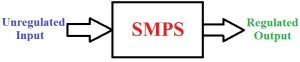 Unregulated
Input
SMPS
Regulated
Output